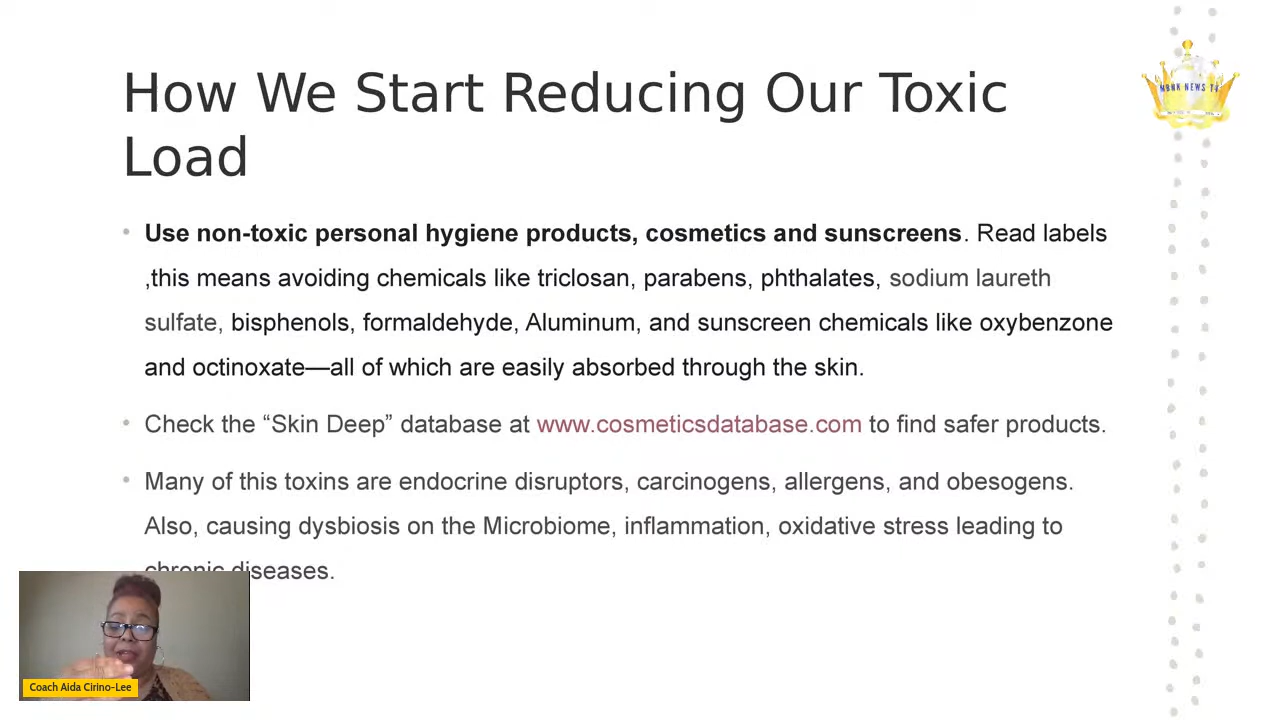 How We Start Reducing Our Toxic
Load
MBNK NEWS TV
• Use non-toxic personal hygiene products, cosmetics and sunscreens. Read labels
,this means avoiding chemicals like triclosan, parabens, phthalates, sodium laureth
sulfate, bisphenols, formaldehyde, Aluminum, and sunscreen chemicals like oxybenzone
and octinoxate—all of which are easily absorbed through the skin.
• Check the “Skin Deep” database at www.cosmeticsdatabase.com to find safer products.
• Many of this toxins are endocrine disruptors, carcinogens, allergens, and obesogens.
Also, causing dysbiosis on the Microbiome, inflammation, oxidative stress leading to
chronic diseases.
Coach Aida Cirino-Lee